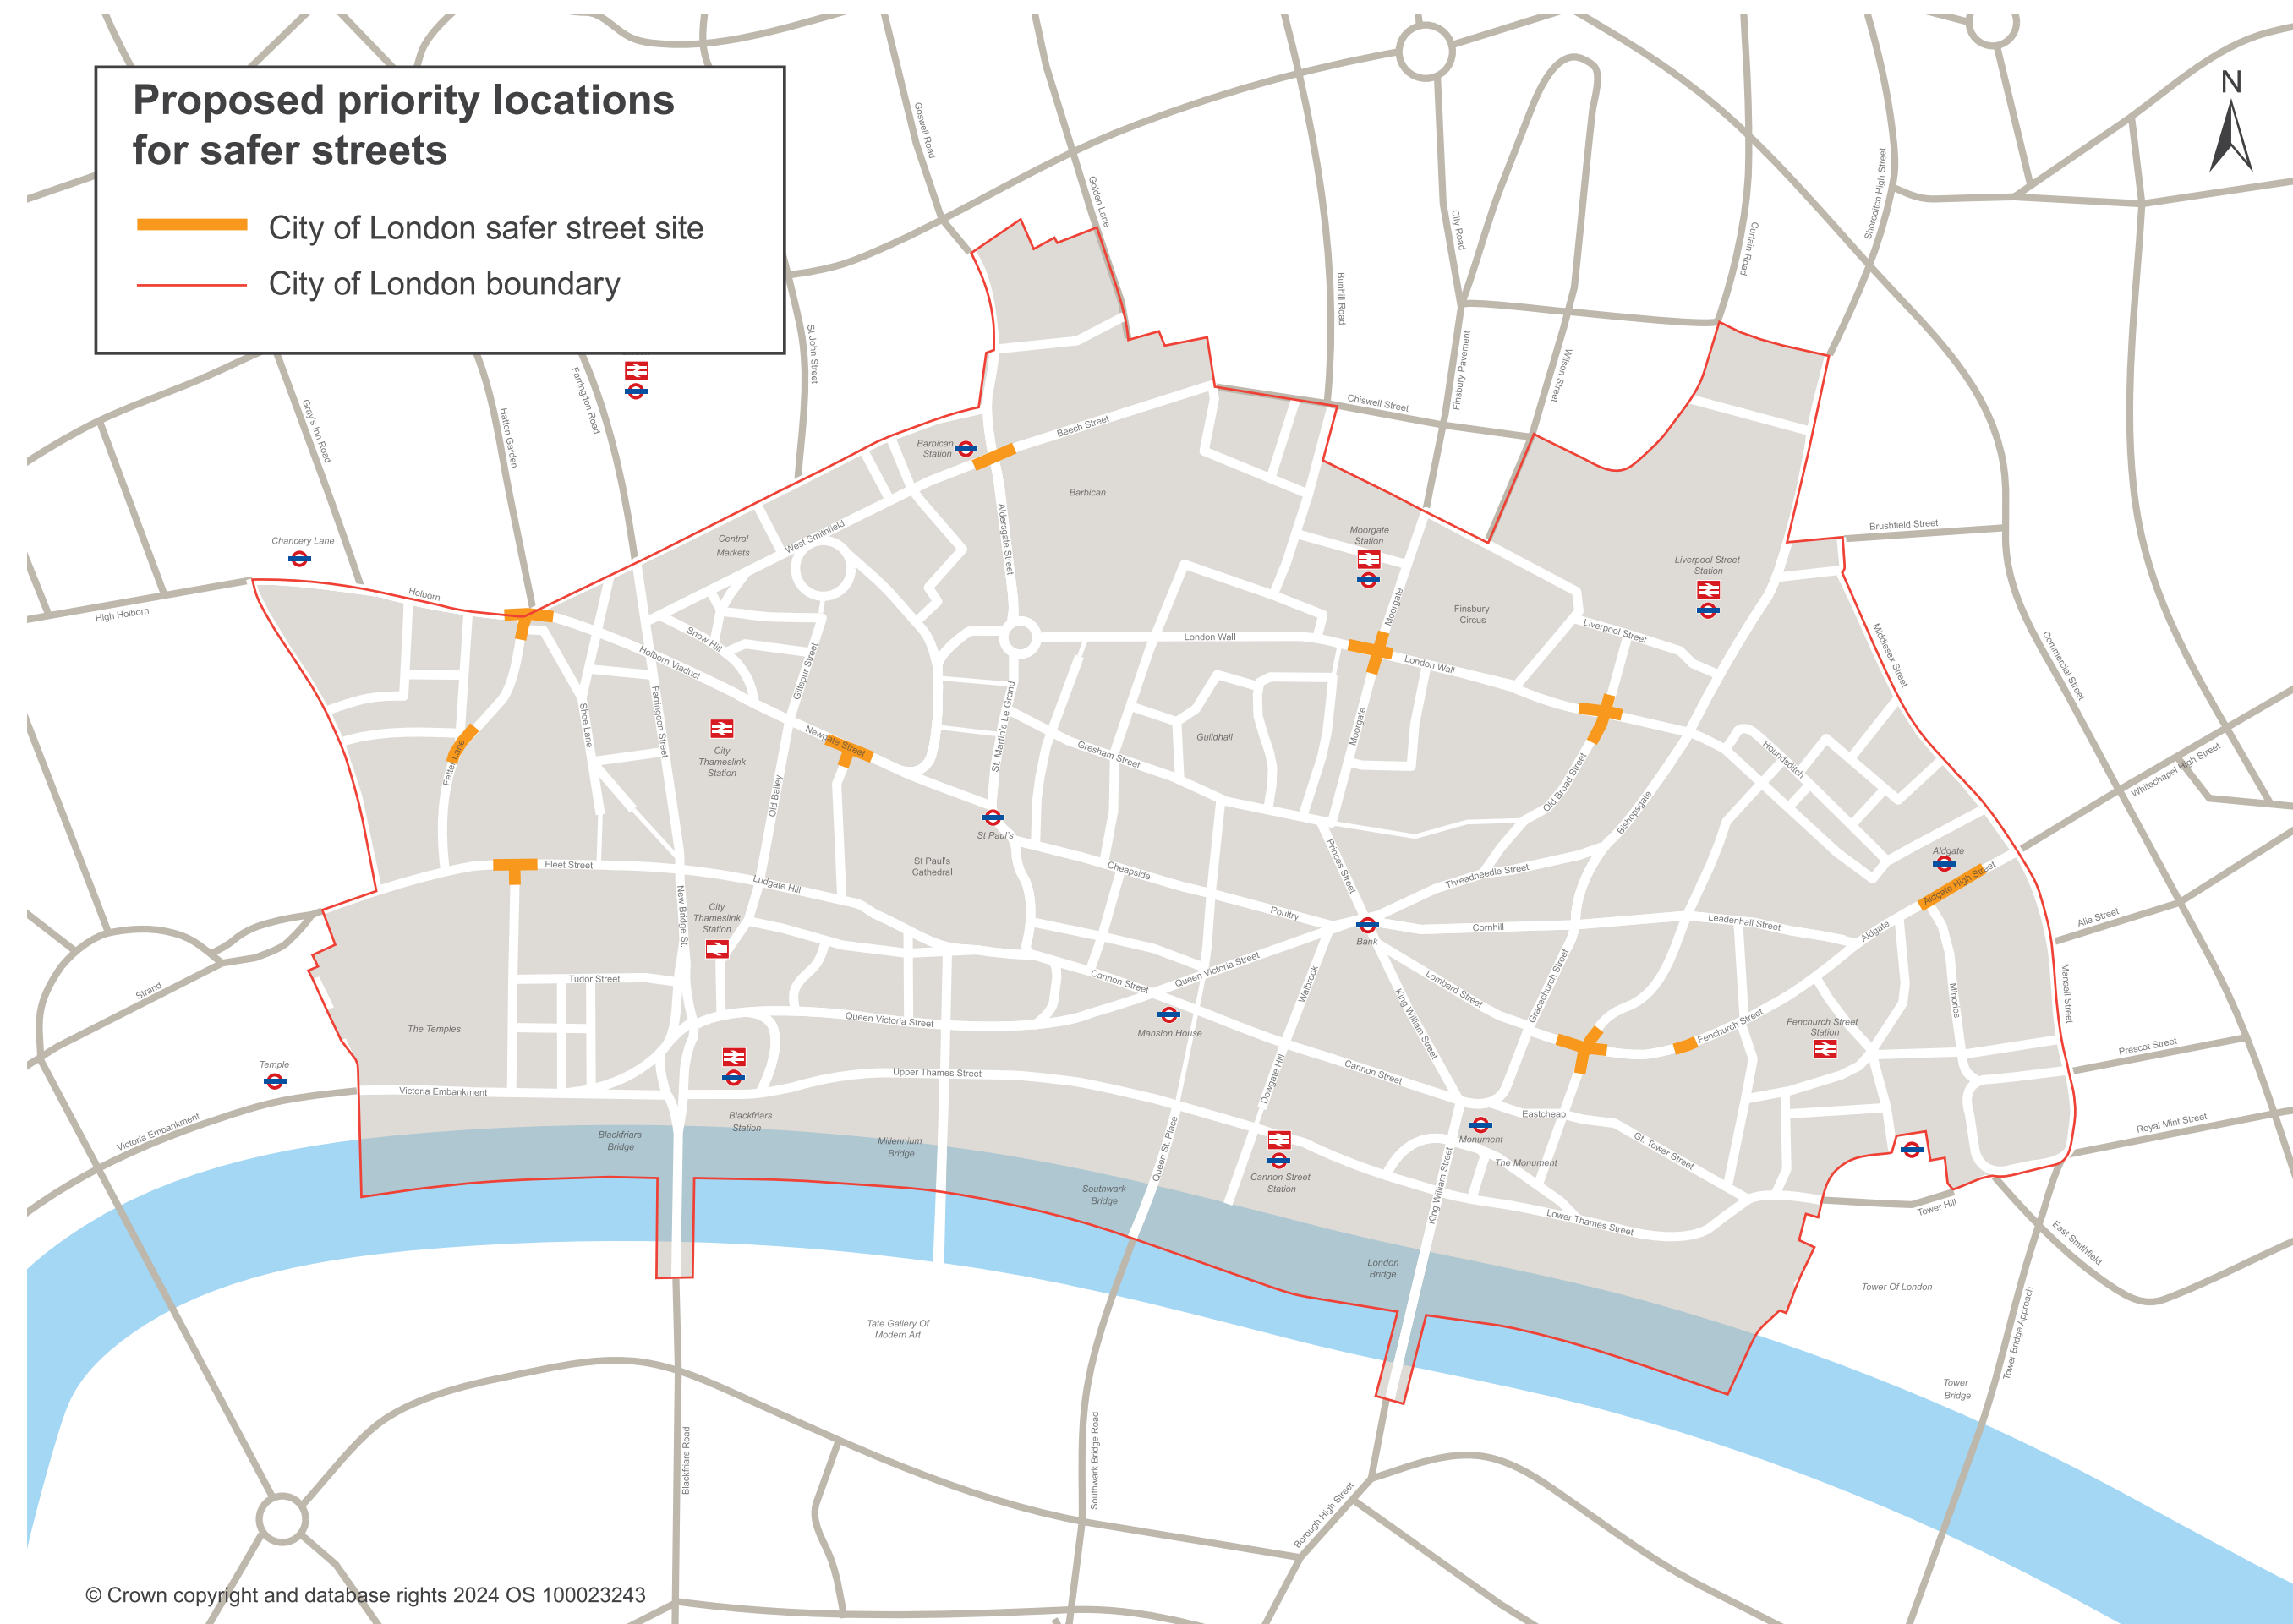 Proposed priority locations
for safer streets
City of London safer street site
City of London boundary
N
Goswell Road
Golden Lane
Bunhill Road
City Road
Finsbury Pavement
Wilson Street
Curtain Road
Shoreditch High Street
St John Street
Farringdon Road
Hatton Garden
Gray's Inn Road
Chiswell Street
Beech Street
Barbican
Station
Barbican
Aldersgate Street
West Smithfield
Central
Markets
Chancery Lane
High Holborn
Holborn
Moorgate
Station
Moorgate
Finsbury
Circus
Liverpool Street
Station
Liverpool Street
Brushfield Street
Commercial Street
Middlesex Street
Whitechapel High Street
Snow Hill
Holborn Viaduct
Giltspur Street
London Wall
London Wall
Shoe Lane
Farringdon Street
City
Thameslink
Station
Newgate Street
St. Martin's Le Grand
Gresham Street
Guildhall
Moorgate
Old Broad Street
Bishopsgate
Houndsditch
Fetter Lane
Old Bailey
St Paul's
St Paul's
Cathedral
Cheapside
Princes Street
Threadneedle Street
Aldgate
Aldgate High Street
Fleet Street
Ludgate Hill
New Bridge St.
City
Thameslink
Station
Poultry
Bank
Cornhill
Leadenhall Street
Aldgate
Alie Street
Mansell Street
Minories
Strand
Tudor Street
The Temples
Queen Victoria Street
Queen Victoria Street
Cannon Street
Mansion House
Walbrook
Lombard Street
King William Street
Gracechurch Street
Fenchurch Street
Fenchurch Street
Station
Prescot Street
Royal Mint Street
Temple
Victoria Embankment
Victoria Embankment
Upper Thames Street
Blackfriars
Station
Blackfriars
Bridge
Millennium
Bridge
Dowgate Hill
Cannon Street
Eastcheap
Gt. Tower Street
Monument
The Monument
Cannon Street
Station
Queen St. Place
Southwark
Bridge
King William Street
Lower Thames Street
London
Bridge
Tower Hill
East Smithfield
Tower Of London
Tower Bridge Approach
Tower
Bridge
Tate Gallery Of
Modern Art
Blackfriars Road
Southwark Bridge Road
Borough High Street
© Crown copyright and database rights 2024 OS 100023243